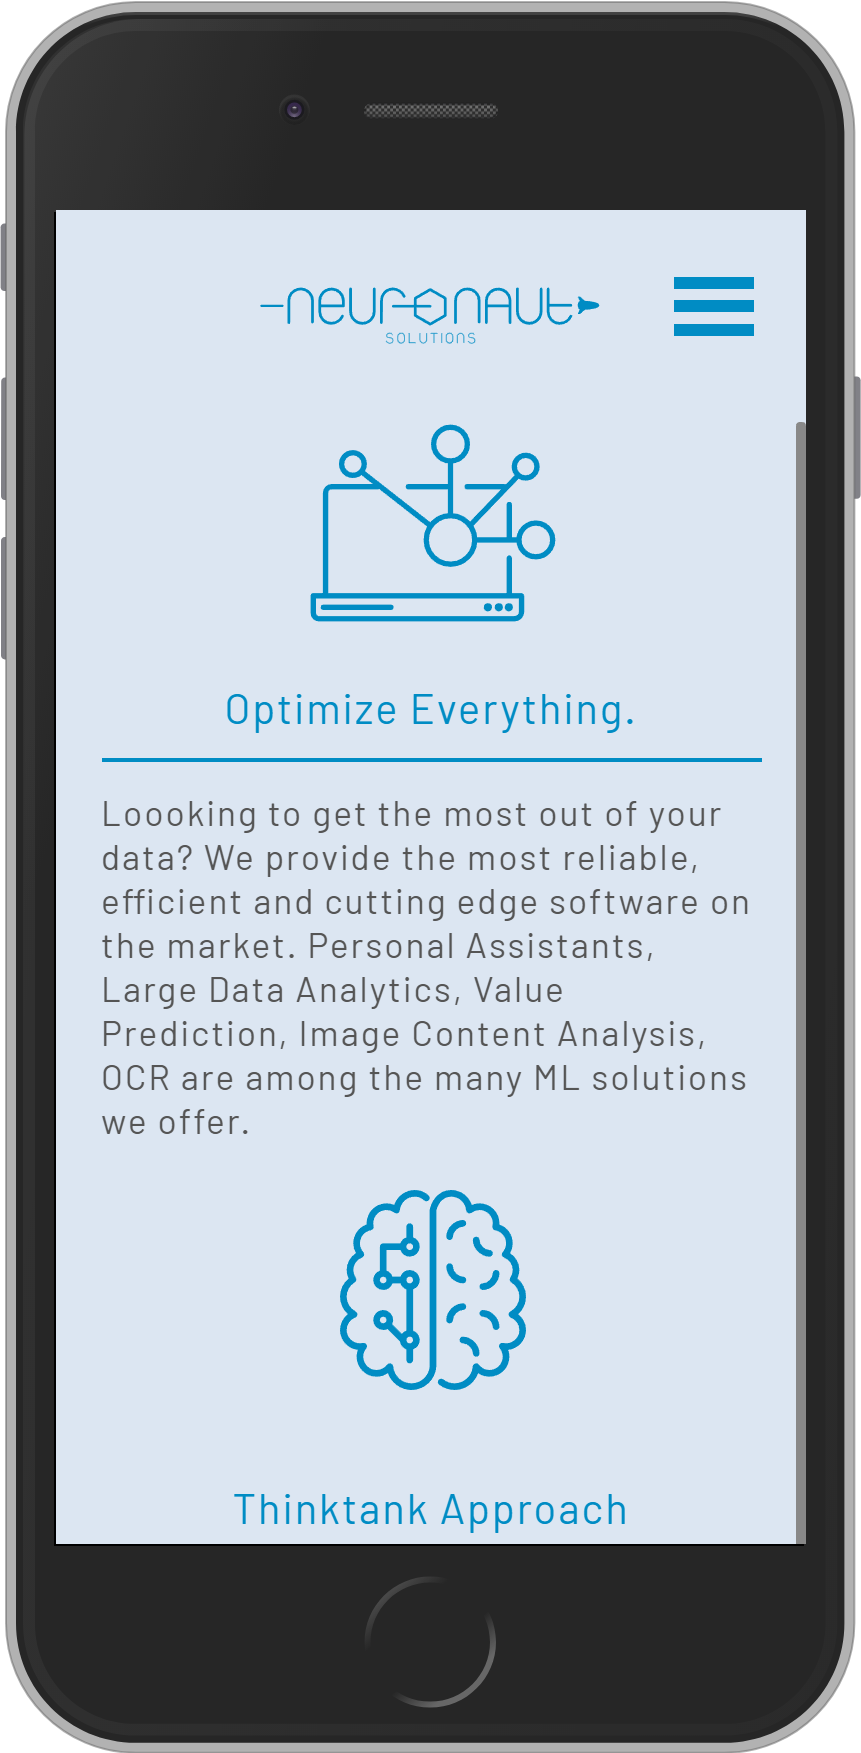 neuronaut
SOLUTIONS
Optimize Everything.
Loooking to get the most out of your
data? We provide the most reliable,
efficient and cutting edge software on
the market. Personal Assistants,
Large Data Analytics, Value
Prediction, Image Content Analysis,
OCR are among the many ML solutions
we offer.
Thinktank Approach